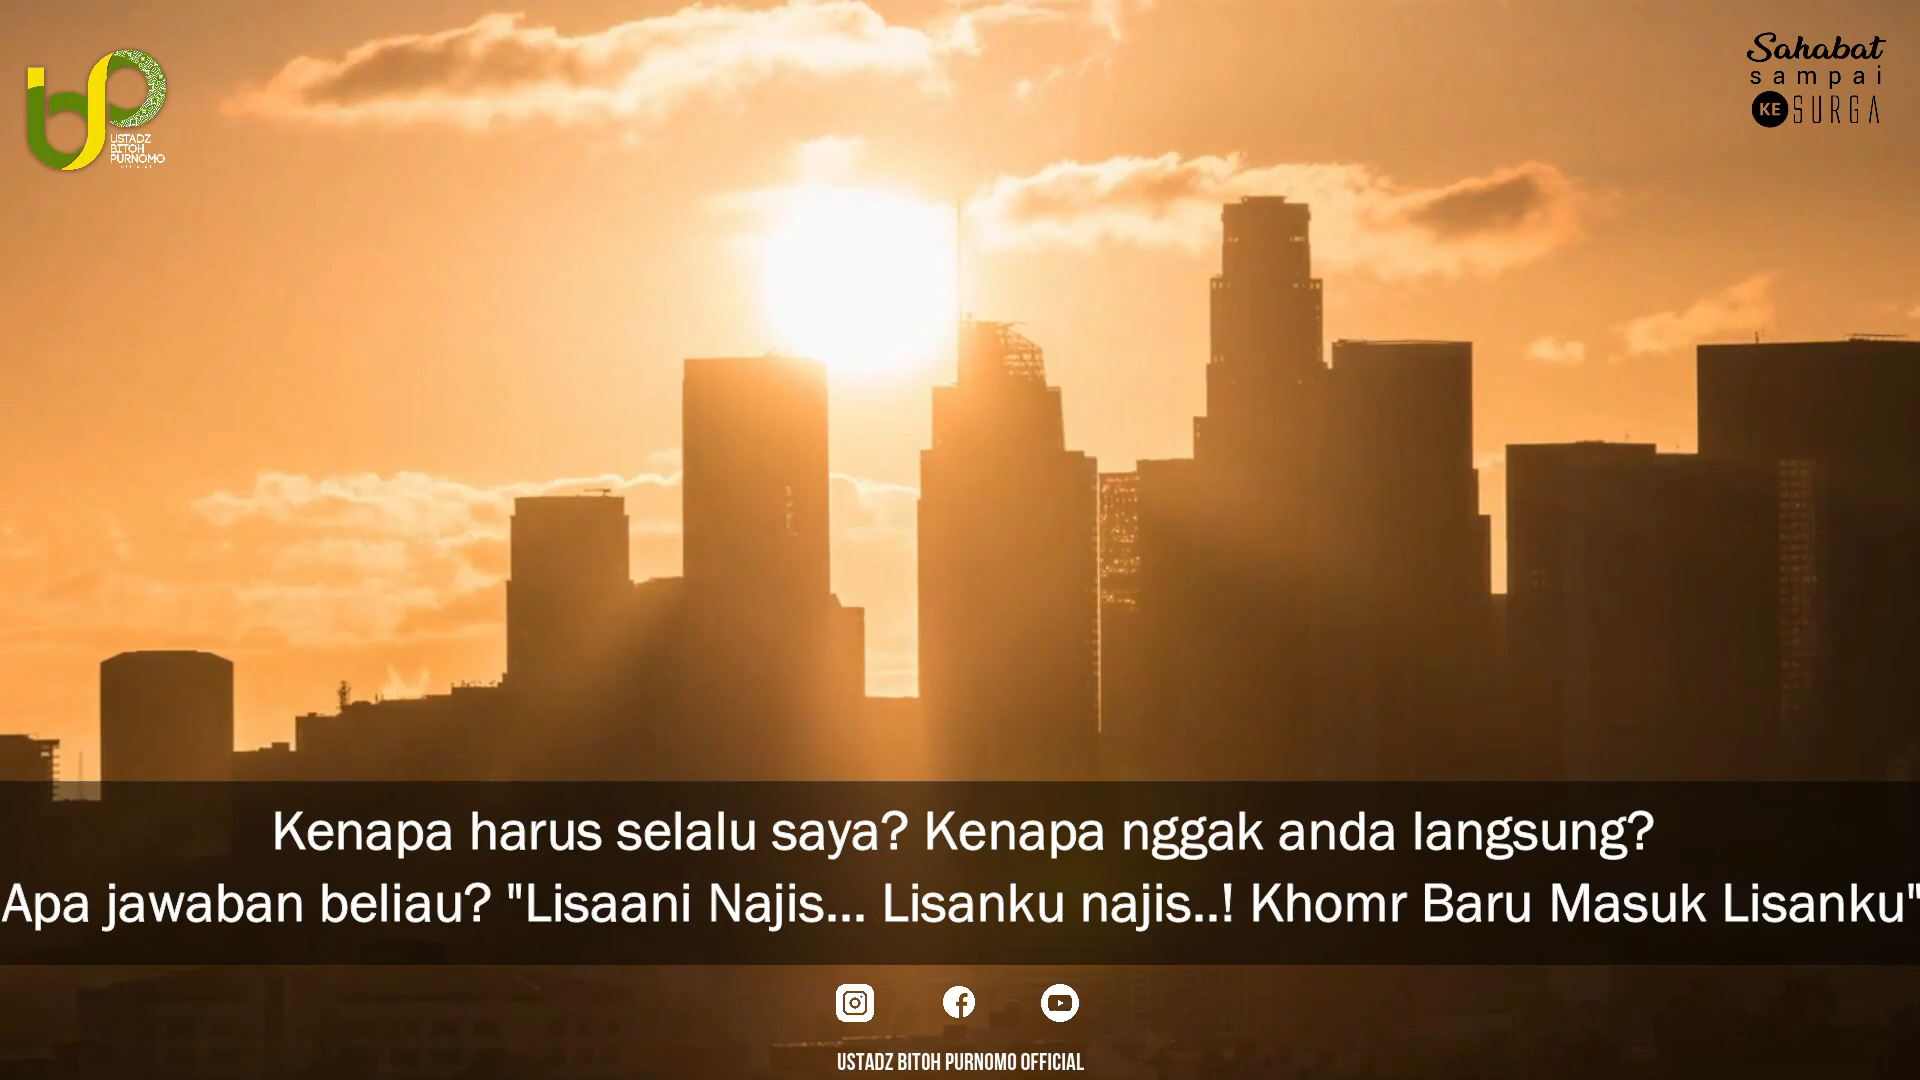 USTADZ
BITOH
PURNOMO
official
Sahabat
sampai
KE SURGA
Kenapa harus selalu saya? Kenapa nggak anda langsung?
Apa jawaban beliau? "Lisaani Najis... Lisanku najis..! Khomr Baru Masuk Lisanku"
USTADZ BITOH PURNOMO OFFICIAL